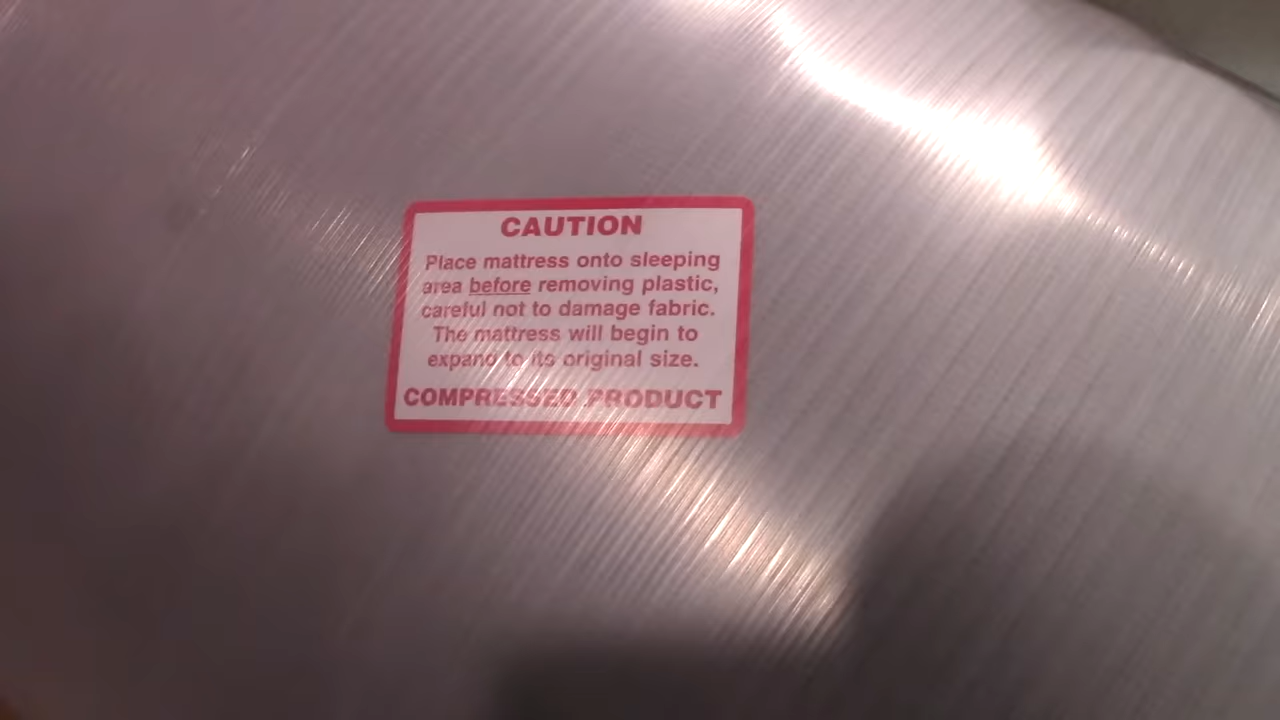 CAUTION
Place mattress onto sleeping
area before removing plastic,
careful not to damage fabric.
The mattress will begin to
expand to its original size.
COMPRESSED PRODUCT